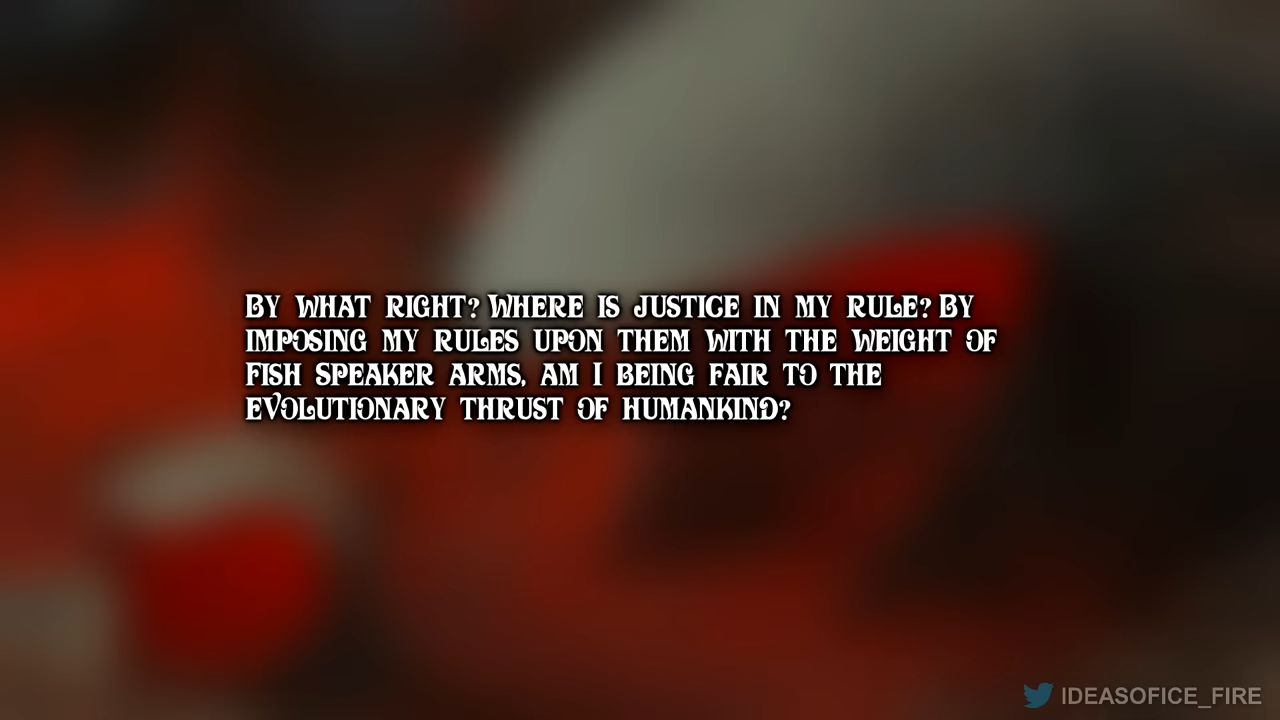 By what right? Where is justice in my rule? By
imposing my rules upon them with the weight of
Fish Speaker arms, am I being fair to the
evolutionary thrust of humankind?
IDEASOFICE_FIRE